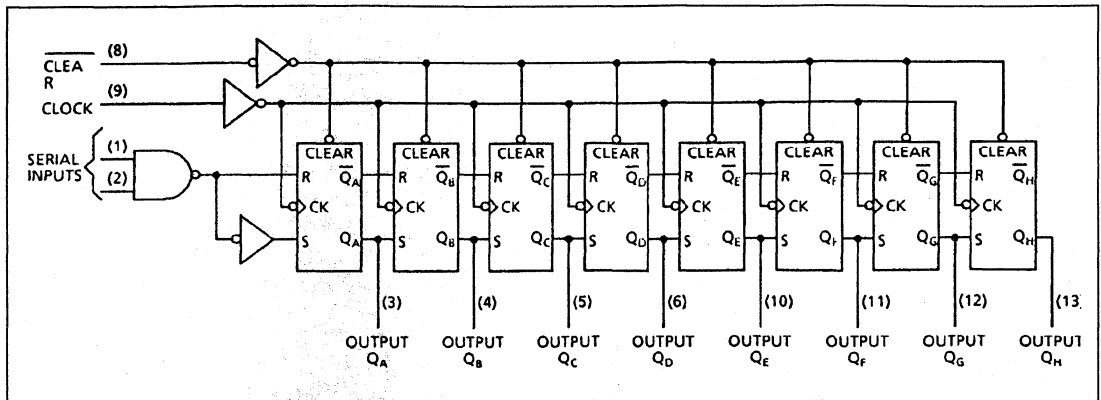 CLEA (8)
R
CLOCK (9)
SERIAL INPUTS
(1)
(2)
CLEAR CLEAR CLEAR CLEAR CLEAR CLEAR CLEAR CLEAR
R Q̅A R Q̅B R Q̅C R Q̅D R Q̅E R Q̅F R Q̅G R Q̅H
CK CK CK CK CK CK CK CK
S QA S QB S QC S QD S QE S QF S QG S QH
(3) (4) (5) (6) (10) (11) (12) (13
OUTPUT OUTPUT OUTPUT OUTPUT OUTPUT OUTPUT OUTPUT OUTPUT
QA QB QC QD QE QF QG QH